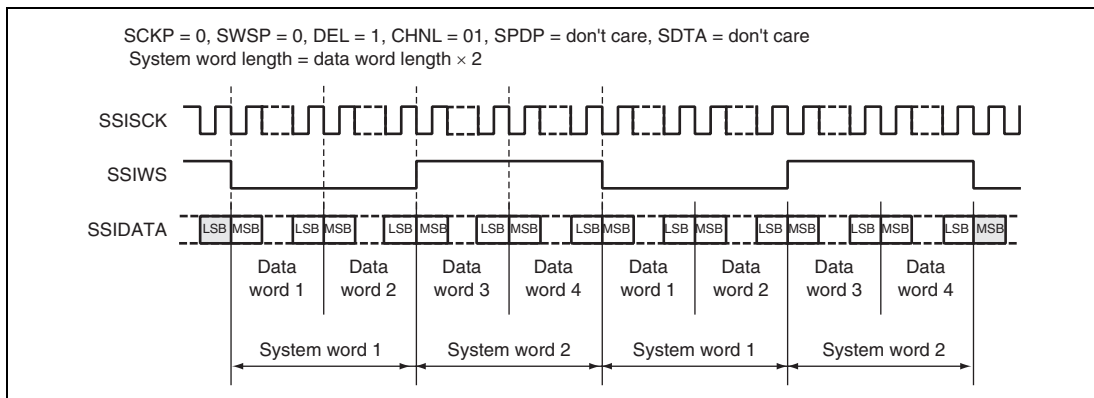 SCKP = 0, SWSP = 0, DEL = 1, CHNL = 01, SPDP = don't care, SDTA = don't care
System word length = data word length × 2
SSISCK
SSIWS
SSIDATA
LSB MSB LSB MSB LSB MSB LSB MSB LSB MSB LSB MSB LSB MSB LSB MSB LSB MSB
Data word 1
Data word 2
Data word 3
Data word 4
Data word 1
Data word 2
Data word 3
Data word 4
System word 1
System word 2
System word 1
System word 2